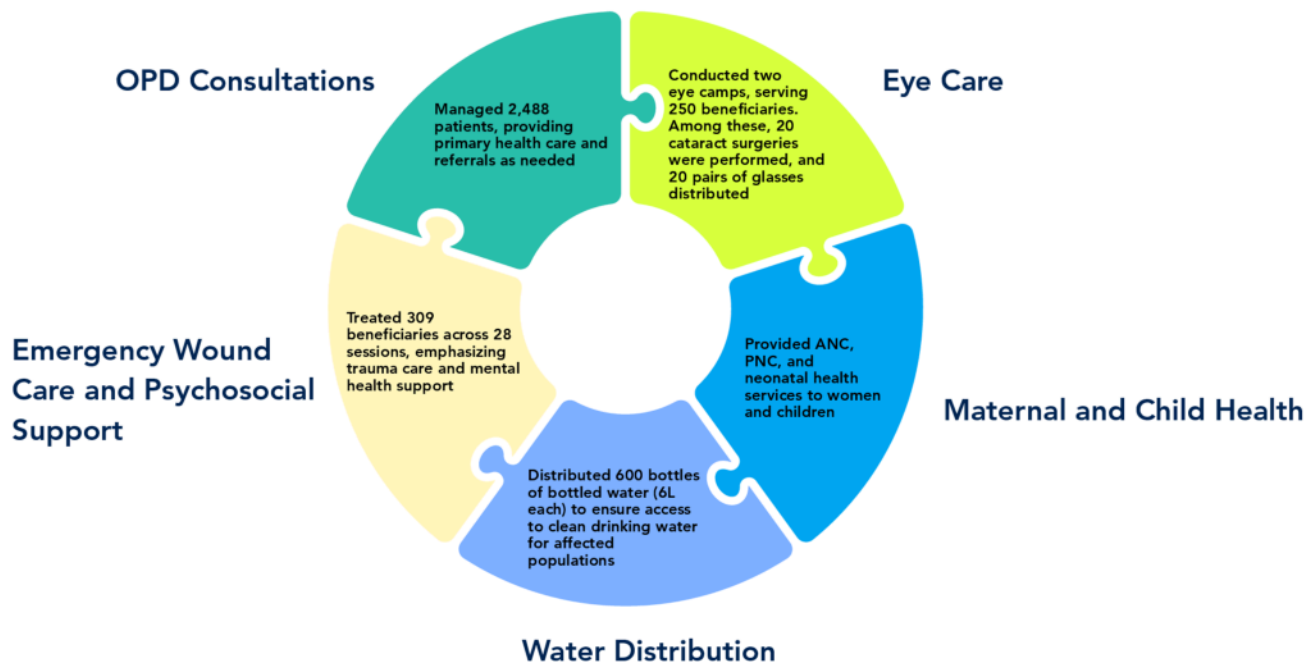 OPD Consultations
Managed 2,488
patients, providing
primary health care and
referrals as needed
Conducted two
eye camps, serving
250 beneficiaries.
Among these, 20
cataract surgeries
were performed, and
20 pairs of glasses
distributed
Eye Care
Emergency Wound
Care and Psychosocial
Support
Treated 309
beneficiaries across 28
sessions, emphasizing
trauma care and mental
health support
Provided ANC,
PNC, and
neonatal health
services to women
and children
Maternal and Child Health
Distributed 600 bottles
of bottled water (6L
each) to ensure access
to clean drinking water
for affected
populations
Water Distribution